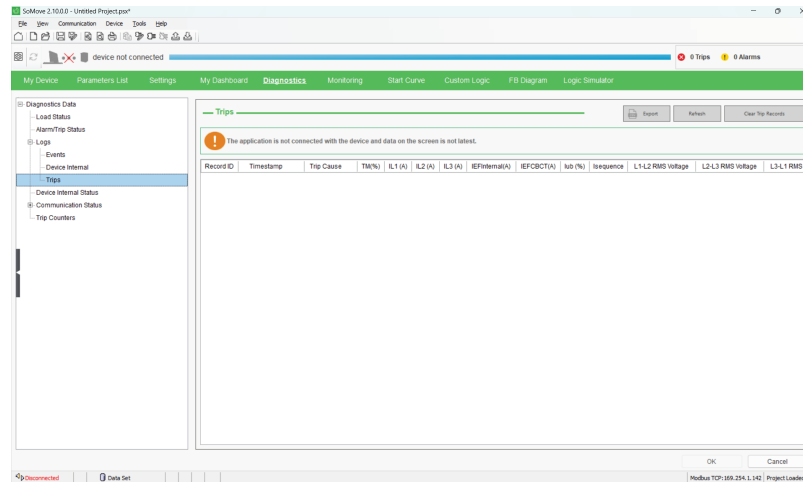 SoMove 2.10.0.0 - Untitled Project.psx*
File View Communication Device Tools Help
device not connected
0 Trips
0 Alarms
My Device Parameters List Settings My Dashboard Diagnostics Monitoring Start Curve Custom Logic FB Diagram Logic Simulator
Diagnostics Data
Load Status
Alarm/Trip Status
Logs
Events
Device Internal
Trips
Device Internal Status
Communication Status
Trip Counters
Trips
Export Refresh Clear Trip Records
The application is not connected with the device and data on the screen is not latest.
Record ID Timestamp Trip Cause TM(%) IL1 (A) IL2 (A) IL3 (A) IEFInternal(A) IEFCBCT(A) Iub (%) Isequence L1-L2 RMS Voltage L2-L3 RMS Voltage L3-L1 RMS
OK Cancel
Disconnected Data Set Modbus TCP:169.254.1.142 Project Loaded